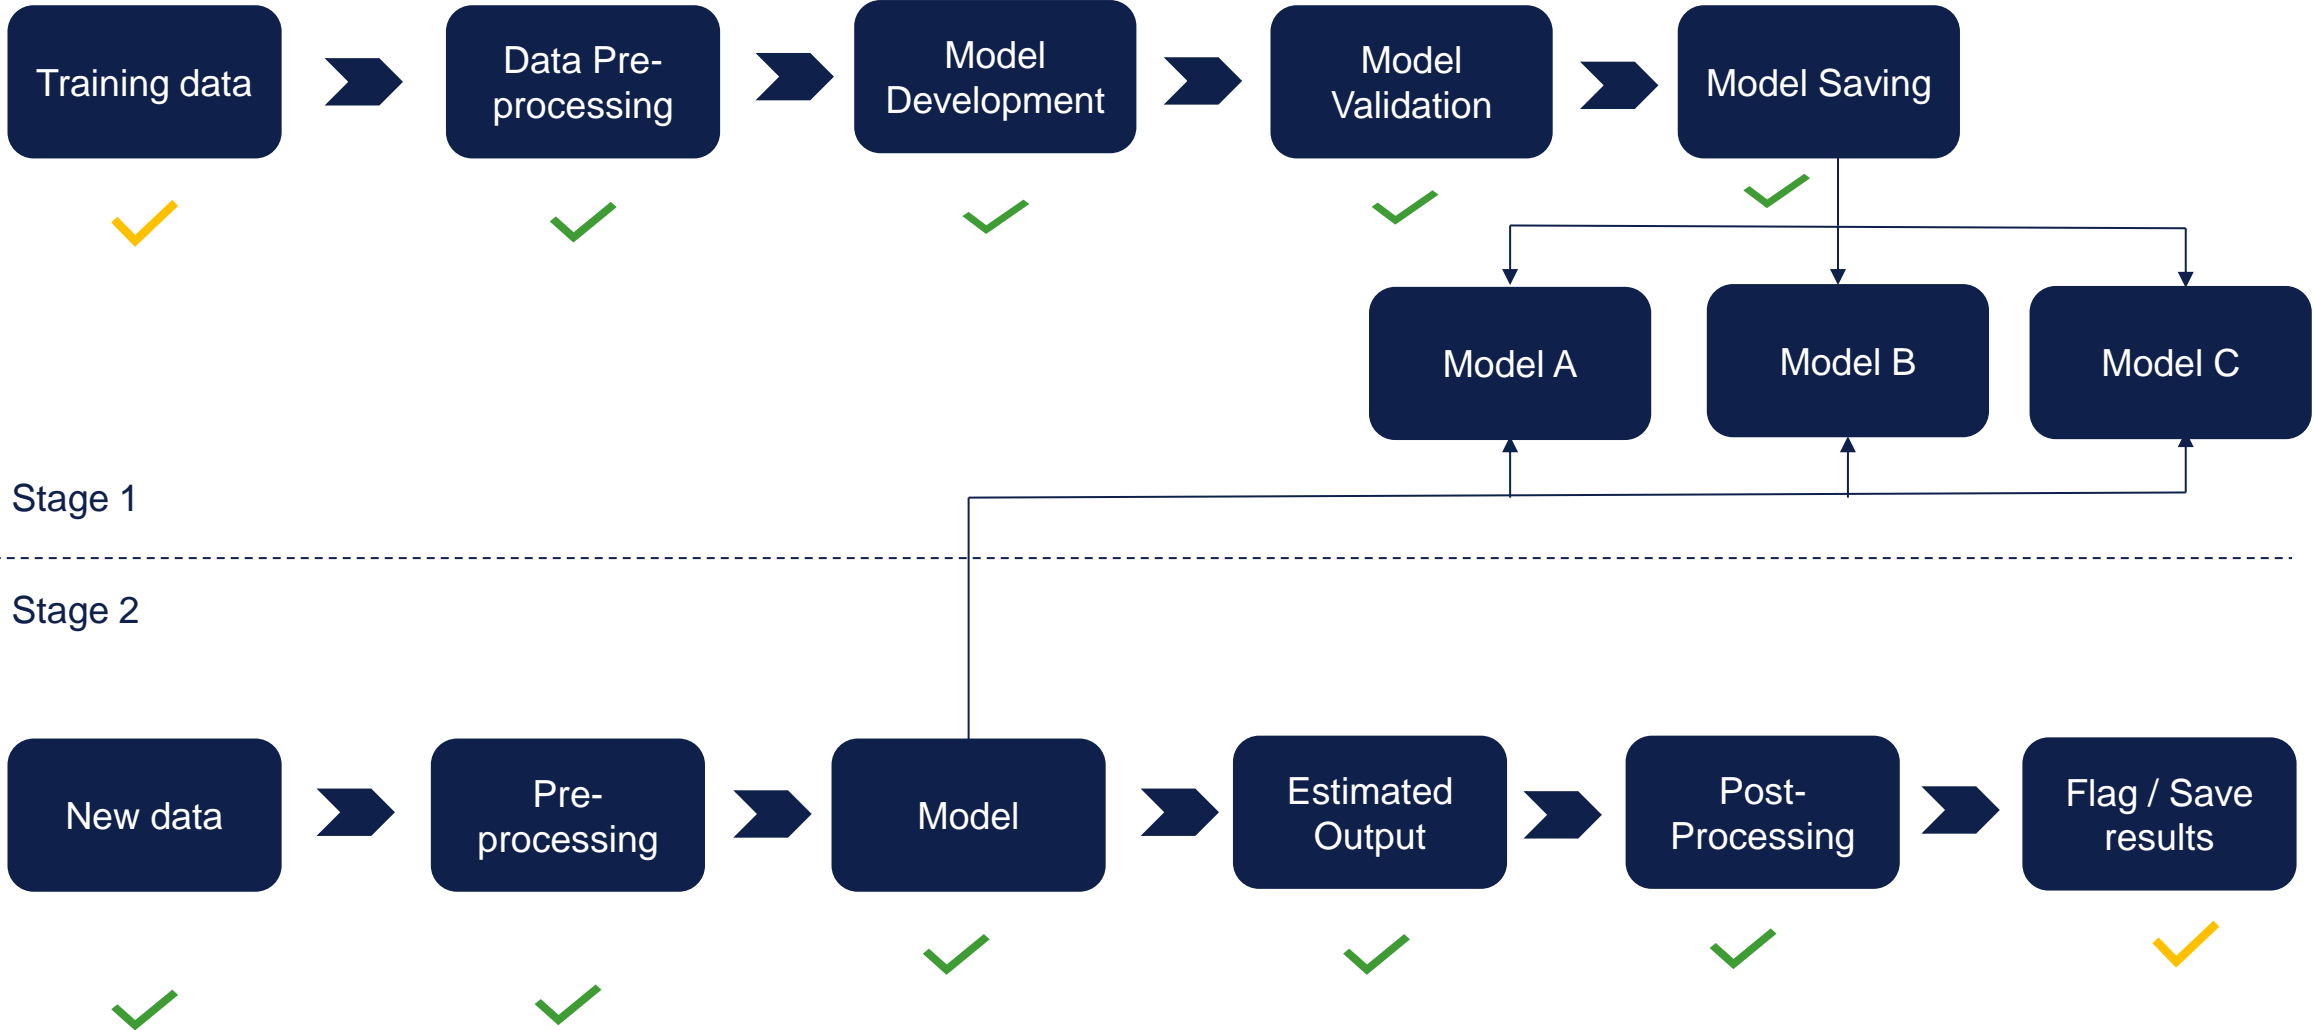 Training data
Data Pre-
processing
Model
Development
Model
Validation
Model Saving
Model A
Model B
Model C
Stage 1
Stage 2
New data
Pre-
processing
Model
Estimated
Output
Post-
Processing
Flag / Save
results